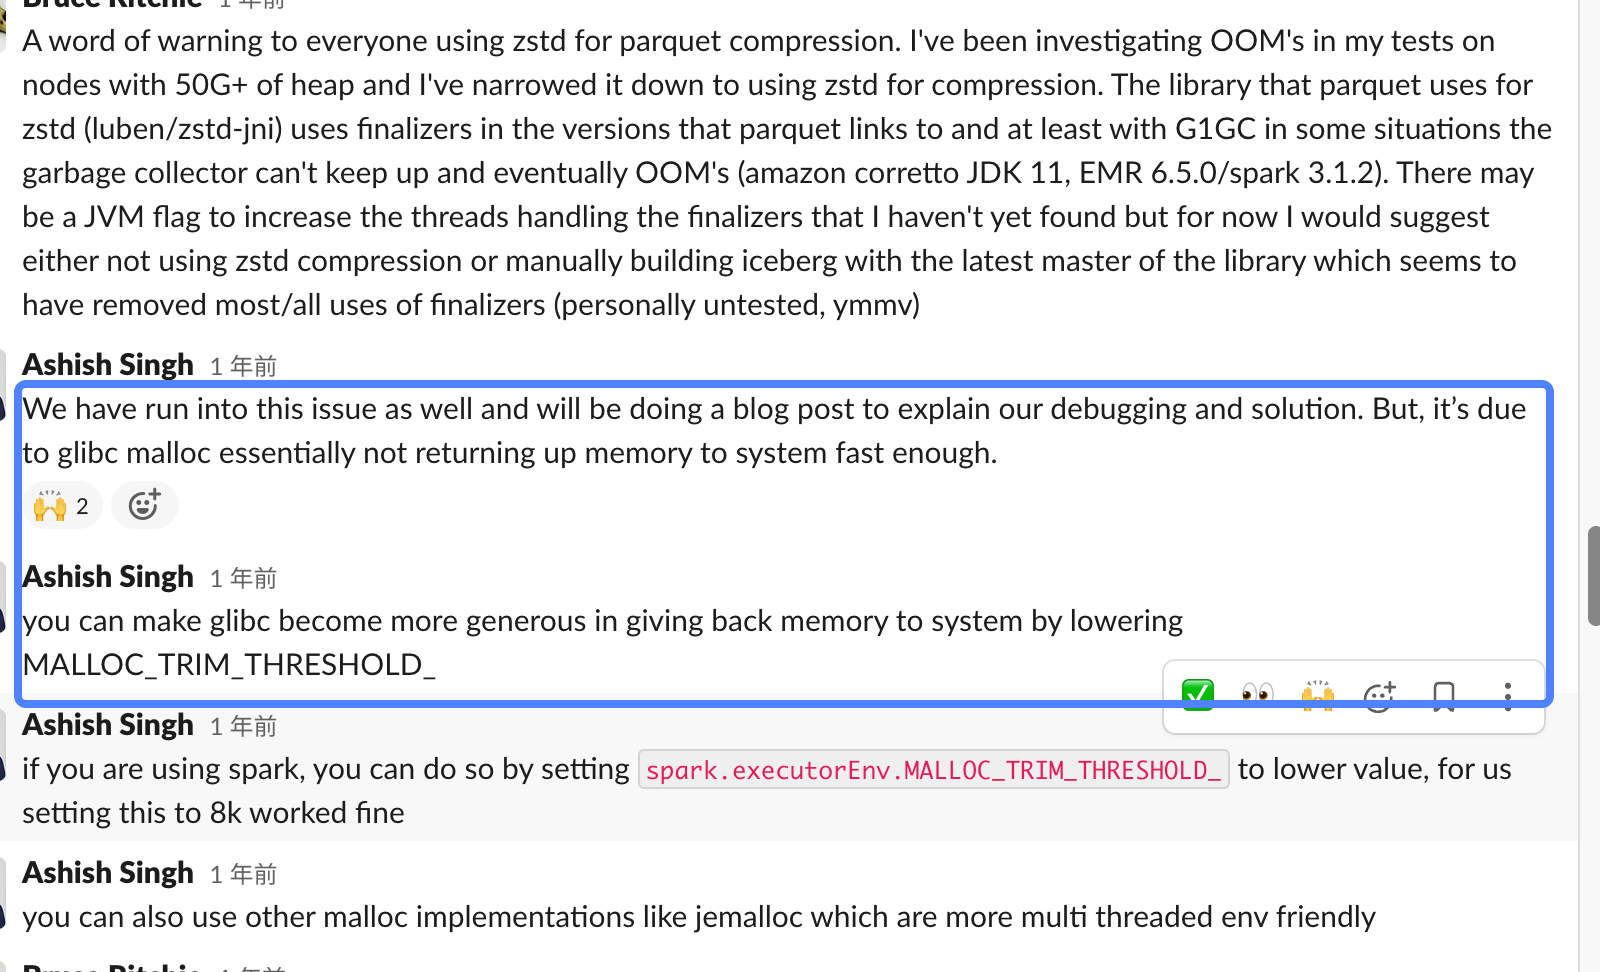 Bruce Ritchie 1 年前
A word of warning to everyone using zstd for parquet compression. I've been investigating OOM's in my tests on
nodes with 50G+ of heap and I've narrowed it down to using zstd for compression. The library that parquet uses for
zstd (luben/zstd-jni) uses finalizers in the versions that parquet links to and at least with G1GC in some situations the
garbage collector can't keep up and eventually OOM's (amazon corretto JDK 11, EMR 6.5.0/spark 3.1.2). There may
be a JVM flag to increase the threads handling the finalizers that I haven't yet found but for now I would suggest
either not using zstd compression or manually building iceberg with the latest master of the library which seems to
have removed most/all uses of finalizers (personally untested, ymmv)
Ashish Singh 1 年前
We have run into this issue as well and will be doing a blog post to explain our debugging and solution. But, it’s due
to glibc malloc essentially not returning up memory to system fast enough.
🙌 2
Ashish Singh 1 年前
you can make glibc become more generous in giving back memory to system by lowering
MALLOC_TRIM_THRESHOLD_
Ashish Singh 1 年前
if you are using spark, you can do so by setting spark.executorEnv.MALLOC_TRIM_THRESHOLD_ to lower value, for us
setting this to 8k worked fine
Ashish Singh 1 年前
you can also use other malloc implementations like jemalloc which are more multi threaded env friendly
Bruce Ritchie 1 年前